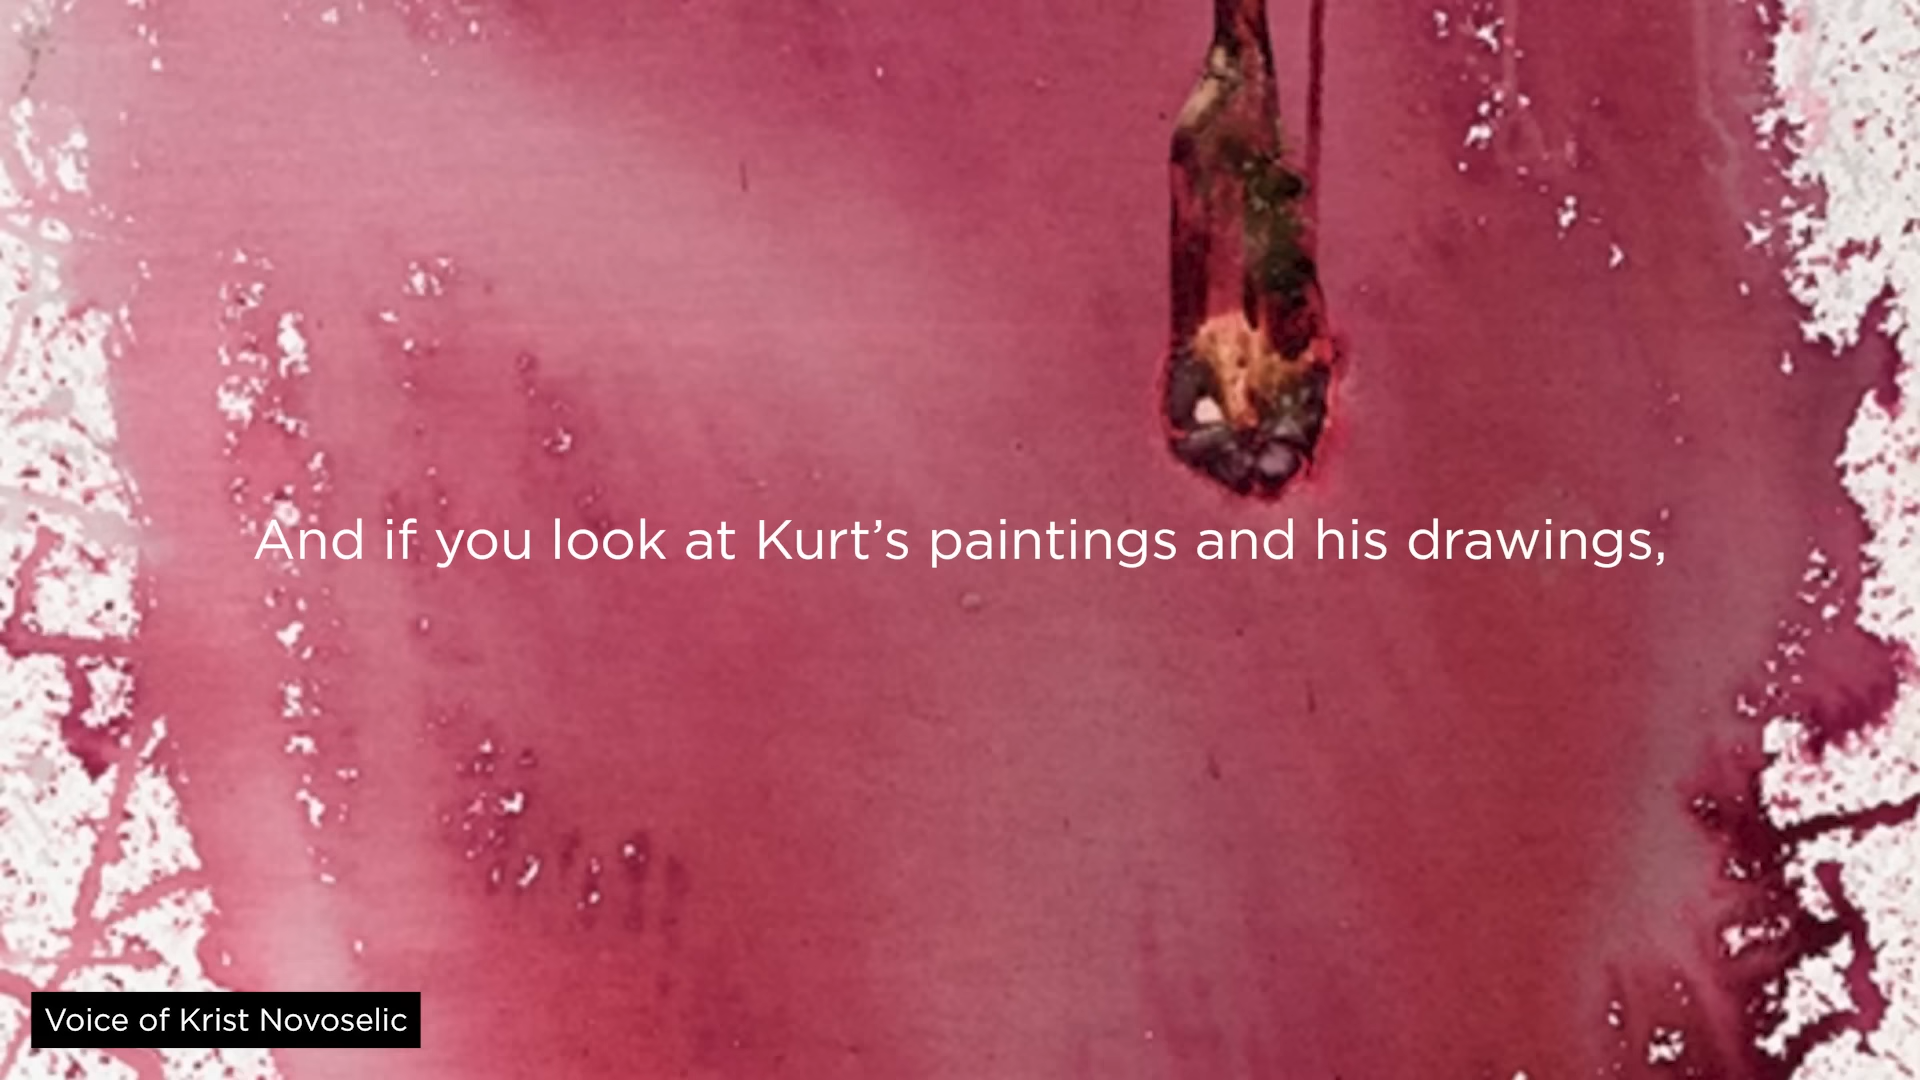 And if you look at Kurt’s paintings and his drawings,
Voice of Krist Novoselic